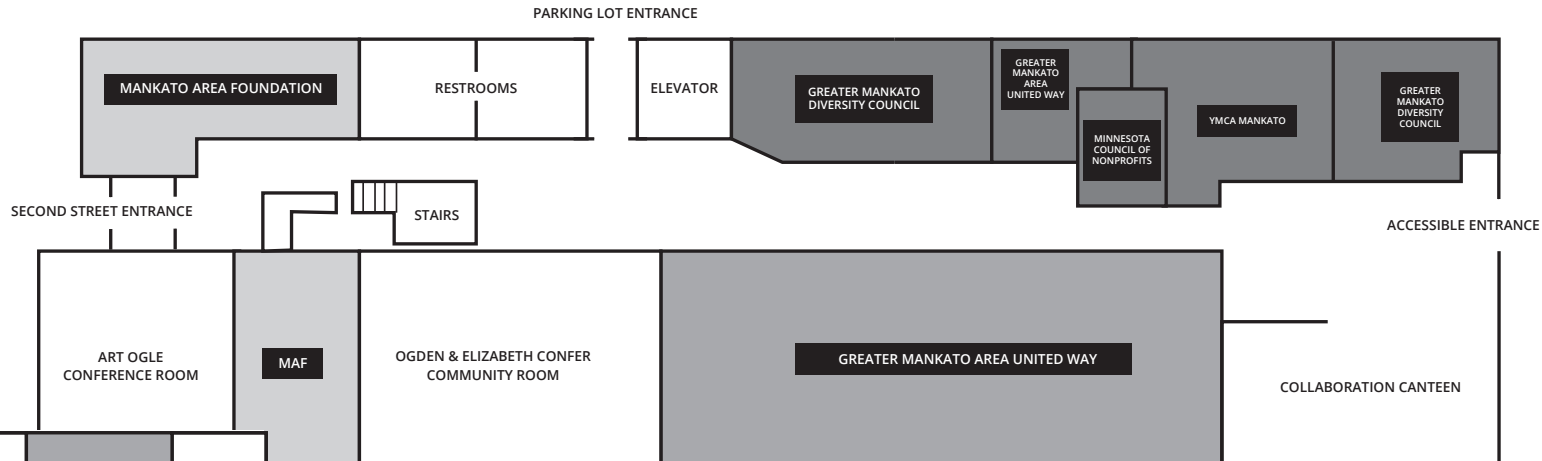 PARKING LOT ENTRANCE
MANKATO AREA FOUNDATION
RESTROOMS
ELEVATOR
GREATER MANKATO
DIVERSITY COUNCIL
GREATER
MANKATO
AREA
UNITED WAY
MINNESOTA
COUNCIL OF
NONPROFITS
YMCA MANKATO
GREATER
MANKATO
DIVERSITY
COUNCIL
SECOND STREET ENTRANCE
STAIRS
ACCESSIBLE ENTRANCE
ART OGLE
CONFERENCE ROOM
MAF
OGDEN & ELIZABETH CONFER
COMMUNITY ROOM
GREATER MANKATO AREA UNITED WAY
COLLABORATION CANTEEN